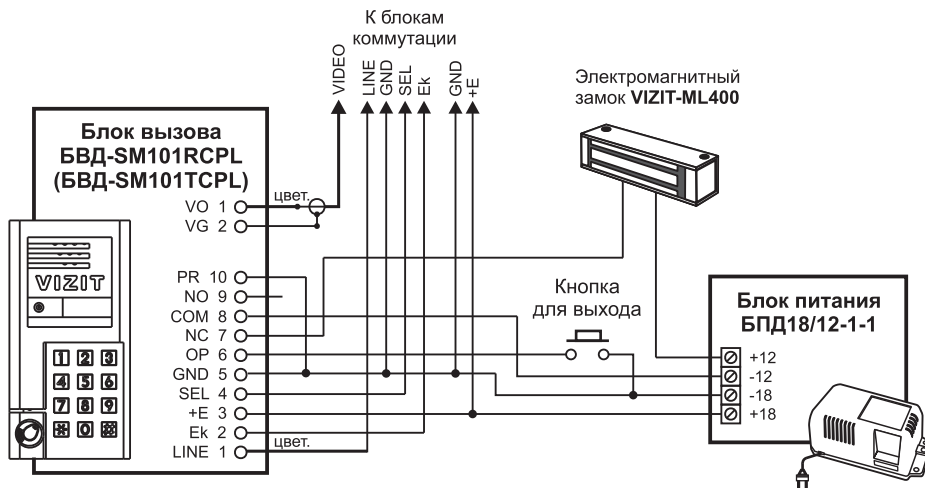 К блокам
коммутации
VIDEO
LINE
GND
SEL
Ek
GND
+E
Электромагнитный
замок VIZIT-ML400
Блок вызова
БВД-SM101RCPL
(БВД-SM101TCPL)
цвет.
VO 1
VG 2
PR 10
NO 9
COM 8
NC 7
OP 6
GND 5
SEL 4
+E 3
Ek 2
LINE 1
цвет.
VIZIT
1 2 3
4 5 6
7 8 9
* 0 #
Кнопка
для выхода
Блок питания
БПД18/12-1-1
+12
-12
-18
+18